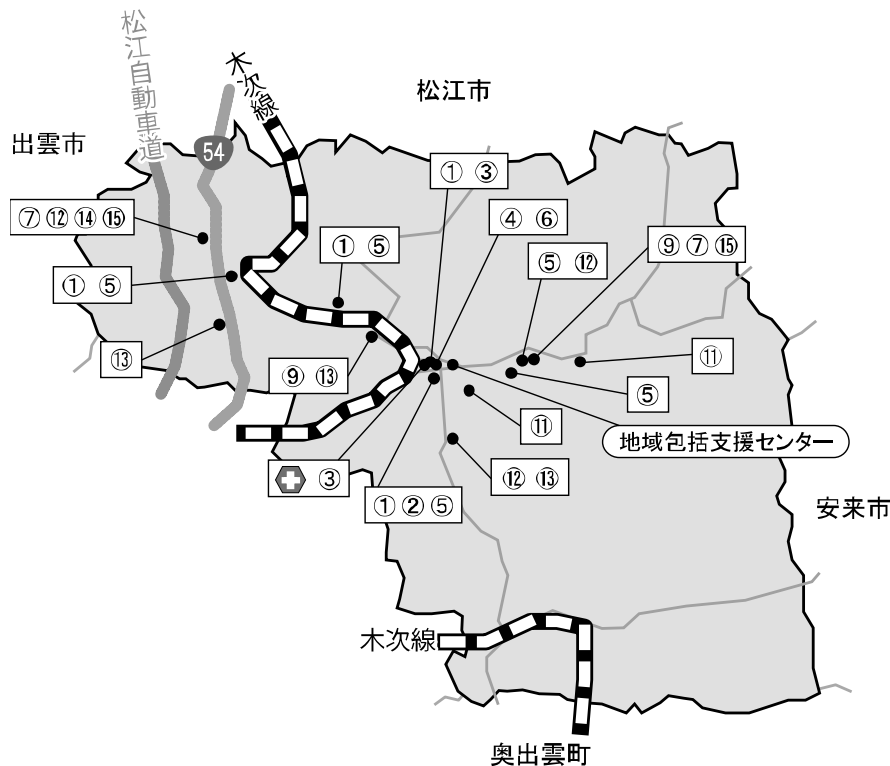 松江自動車道
木次線
松江市
出雲市
54
① ③
⑦ ⑫ ⑭ ⑮
④ ⑥
① ⑤
⑤ ⑫
⑨ ⑦ ⑮
① ⑤
⑬
⑨ ⑬
⑪
⑤
⑪
地域包括支援センター
③
⑫ ⑬
① ② ⑤
安来市
木次線
奥出雲町